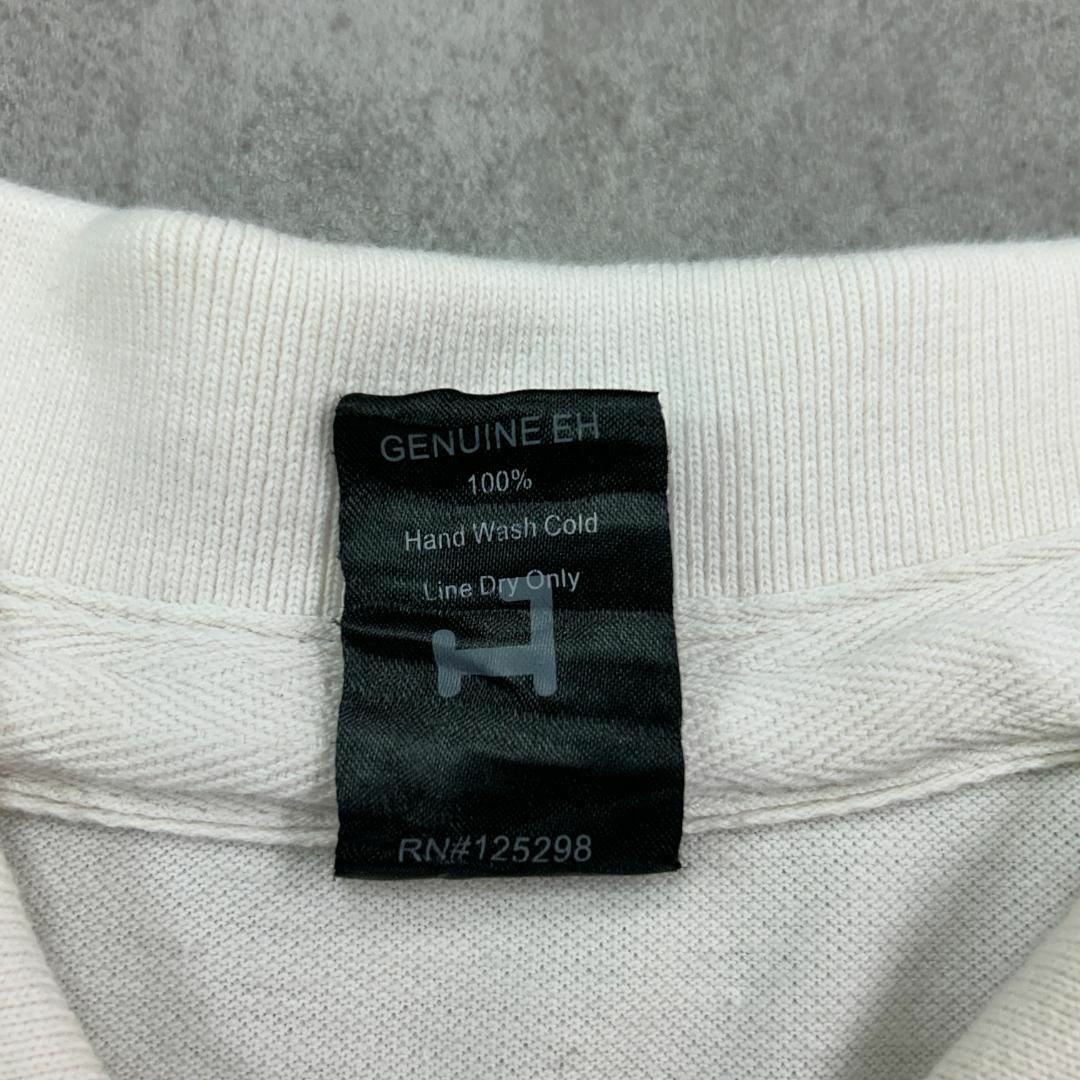 GENUINE EH
100%
Hand Wash Cold
Line Dry Only
RN#125298